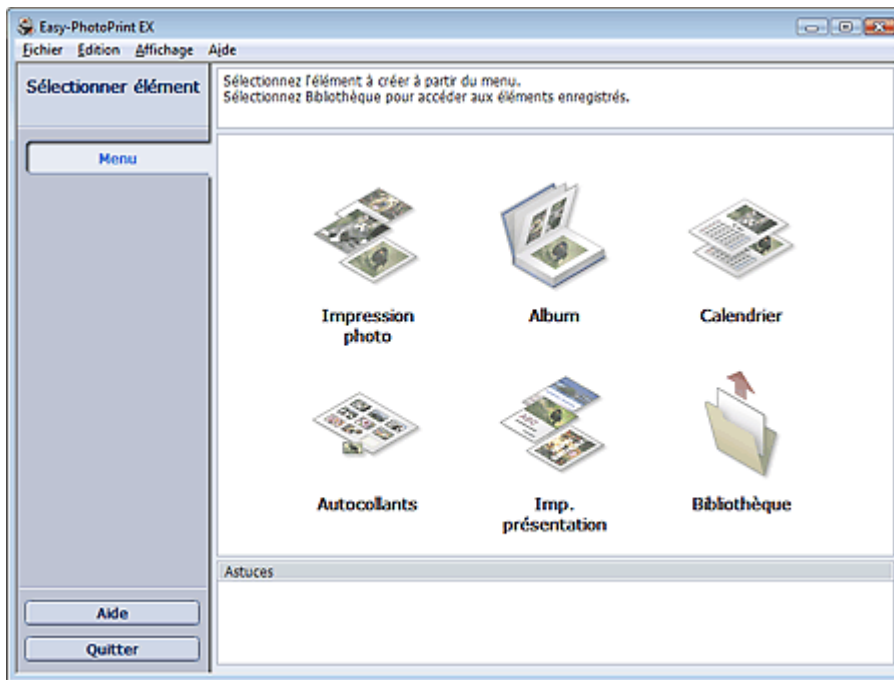 Easy-PhotoPrint EX
Fichier Édition Affichage Aide
Sélectionner élément
Sélectionnez l'élément à créer à partir du menu.
Sélectionnez Bibliothèque pour accéder aux éléments enregistrés.
Menu
Impression
photo
Album
Calendrier
Autocollants
Imp.
présentation
Bibliothèque
Astuces
Aide
Quitter